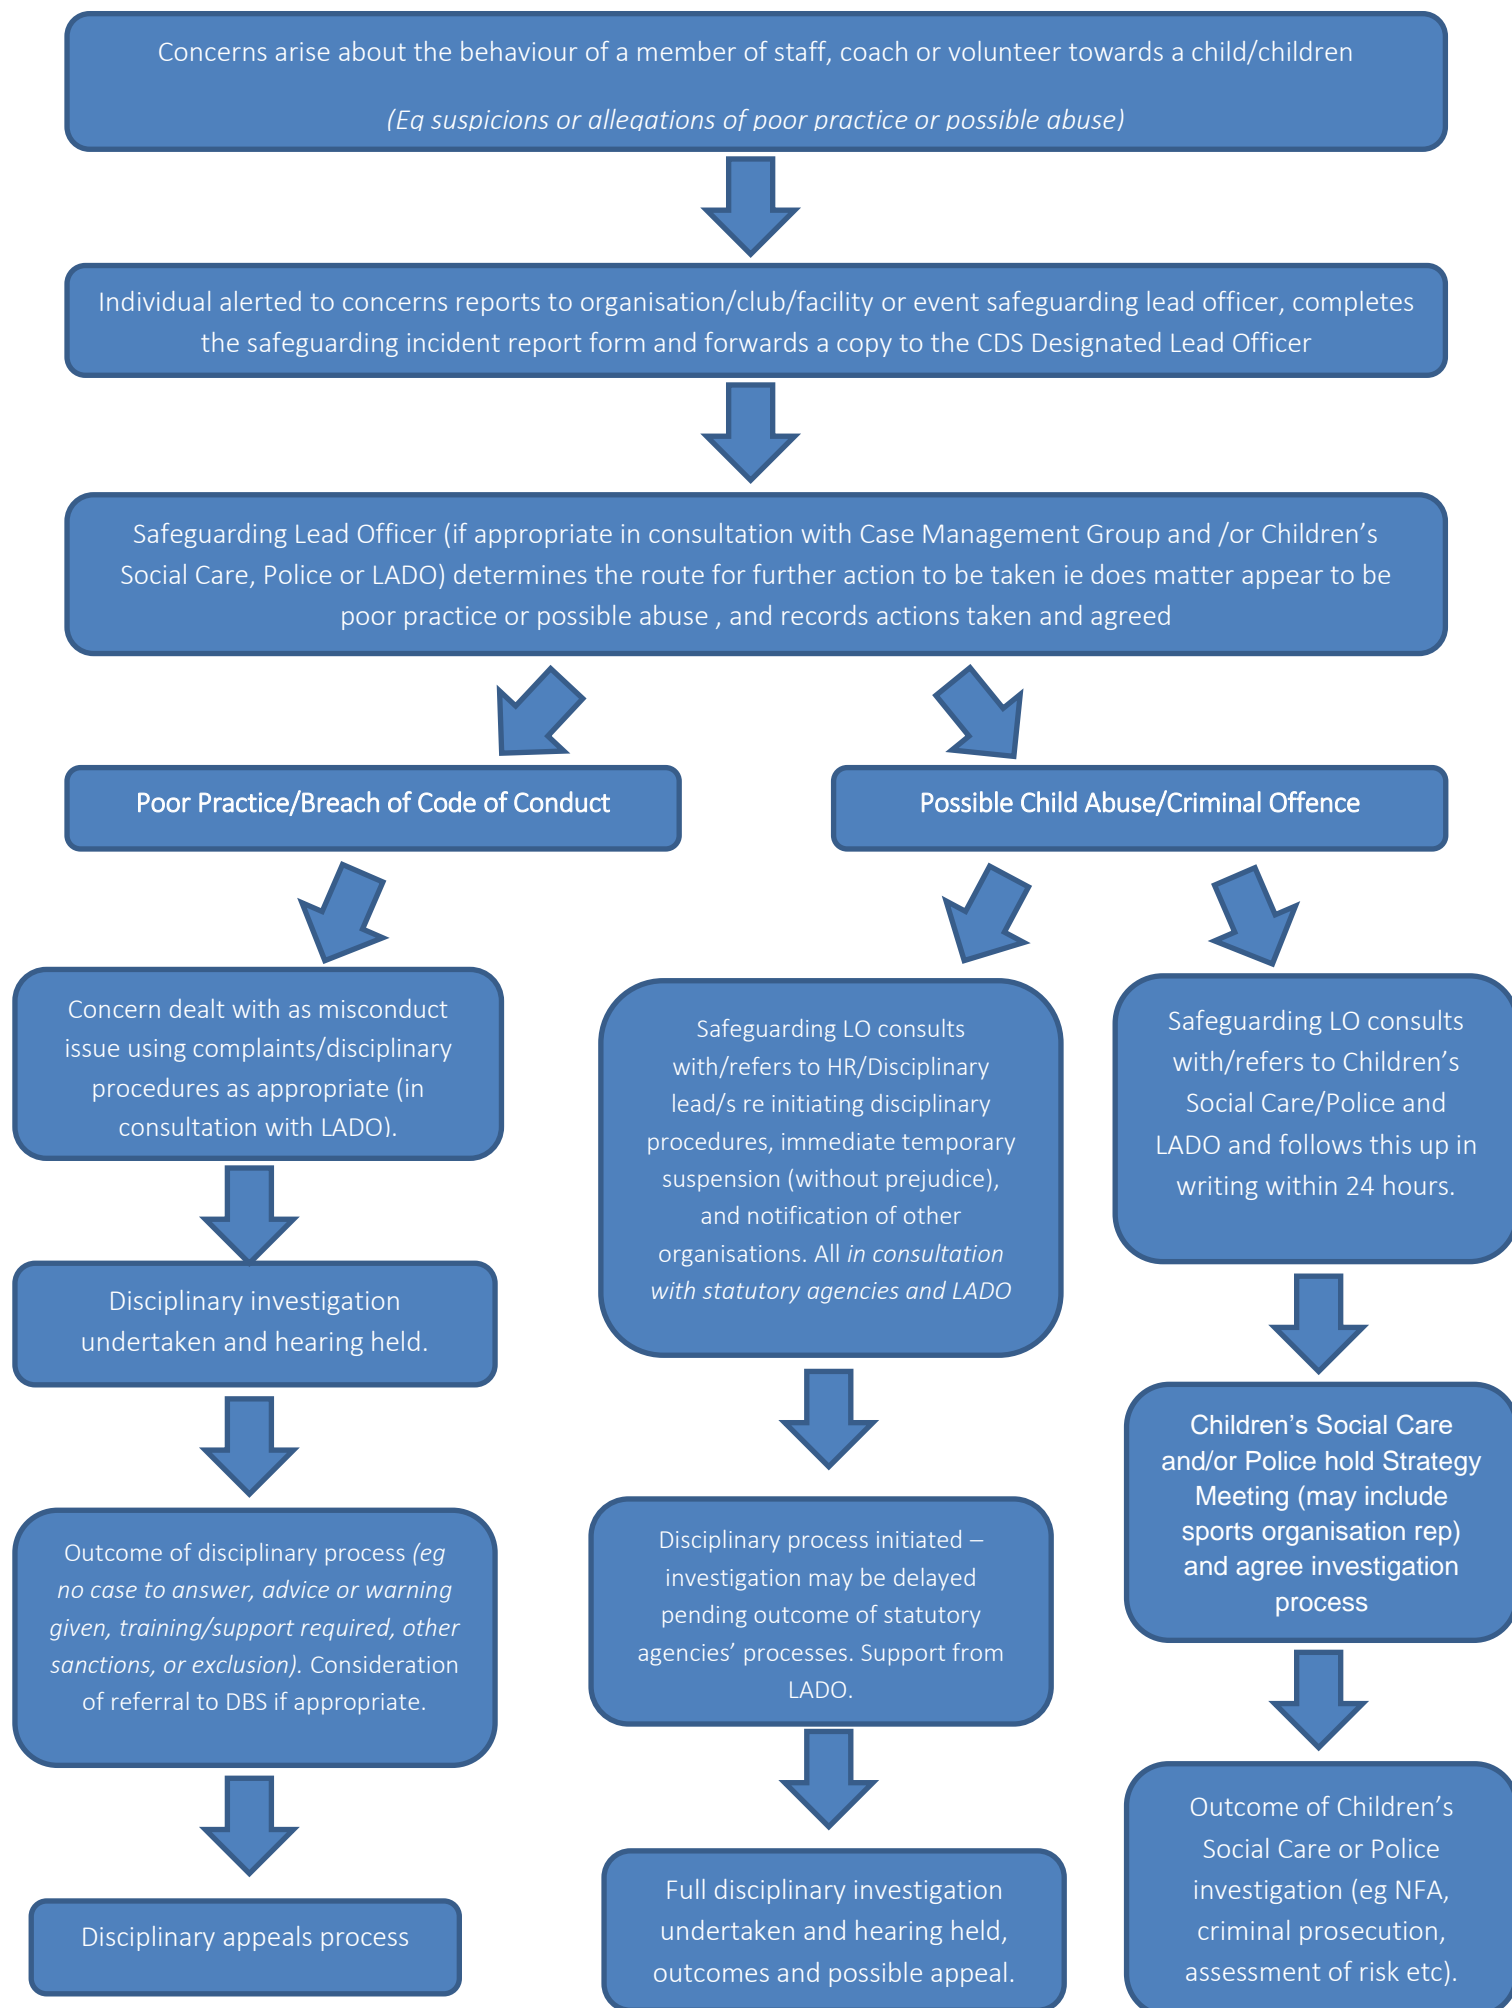 Concerns arise about the behaviour of a member of staff, coach or volunteer towards a child/children
(Eg suspicions or allegations of poor practice or possible abuse)
Individual alerted to concerns reports to organisation/club/facility or event safeguarding lead officer, completes
the safeguarding incident report form and forwards a copy to the CDS Designated Lead Officer
Safeguarding Lead Officer (if appropriate in consultation with Case Management Group and /or Children’s
Social Care, Police or LADO) determines the route for further action to be taken ie does matter appear to be
poor practice or possible abuse , and records actions taken and agreed
Poor Practice/Breach of Code of Conduct
Possible Child Abuse/Criminal Offence
Concern dealt with as misconduct
issue using complaints/disciplinary
procedures as appropriate (in
consultation with LADO).
Disciplinary investigation
undertaken and hearing held.
Outcome of disciplinary process (eg
no case to answer, advice or warning
given, training/support required, other
sanctions, or exclusion). Consideration
of referral to DBS if appropriate.
Disciplinary appeals process
Safeguarding LO consults
with/refers to HR/Disciplinary
lead/s re initiating disciplinary
procedures, immediate temporary
suspension (without prejudice),
and notification of other
organisations. All in consultation
with statutory agencies and LADO
Disciplinary process initiated –
investigation may be delayed
pending outcome of statutory
agencies’ processes. Support from
LADO.
Full disciplinary investigation
undertaken and hearing held,
outcomes and possible appeal.
Safeguarding LO consults
with/refers to Children’s
Social Care/Police and
LADO and follows this up in
writing within 24 hours.
Children’s Social Care
and/or Police hold Strategy
Meeting (may include
sports organisation rep)
and agree investigation
process
Outcome of Children’s
Social Care or Police
investigation (eg NFA,
criminal prosecution,
assessment of risk etc).